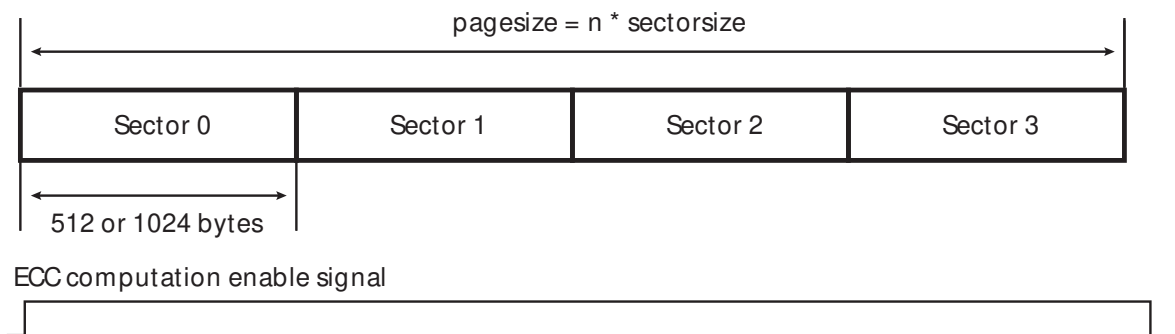 pagesize = n * sectorsize
Sector 0 Sector 1 Sector 2 Sector 3
512 or 1024 bytes
ECC computation enable signal